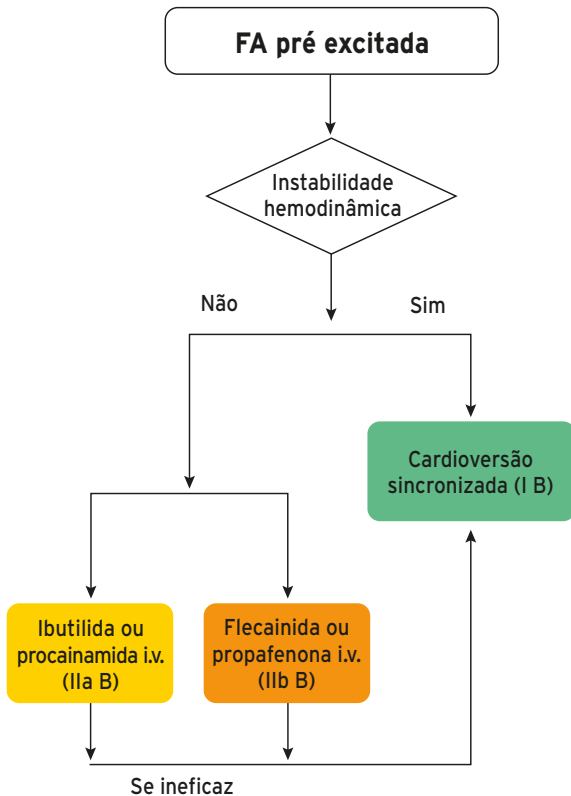 FA pré excitada
Instabilidade
hemodinâmica
Não
Sim
Cardioversão
sincronizada (I B)
Ibutilida ou
procainamida i.v.
(IIa B)
Flecainida ou
propafenona i.v.
(IIb B)
Se ineficaz